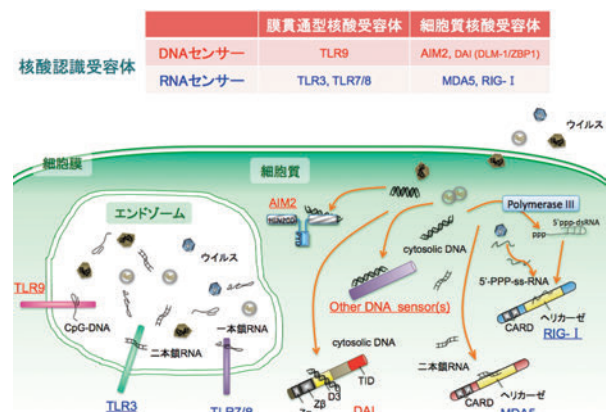 膜貫通型核酸受容体 細胞質核酸受容体
核酸認識受容体
DNAセンサー TLR9 AIM2, DAI (DLM-1/ZBP1)
RNAセンサー TLR3, TLR7/8 MDA5, RIG-I
ウイルス
細胞膜
細胞質
エンドソーム
AIM2
Polymerase III
5'ppp-dsRNA
ppp
ウイルス
cytosolic DNA
5'-PPP-ss-RNA
TLR9
Other DNA sensor(s)
CpG-DNA
一本鎖RNA
ヘリカーゼ
CARD
RIG-I
二本鎖RNA
cytosolic DNA
二本鎖RNA
TID
D3
Zβ
CARD
ヘリカーゼ
TLR3
TLR7/8
DAI
MDA5